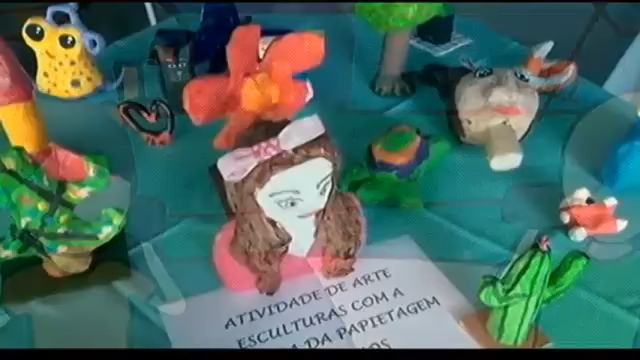 ATIVIDADE DE ARTE
ESCULTURAS COM A
DA PAPIETAGEM